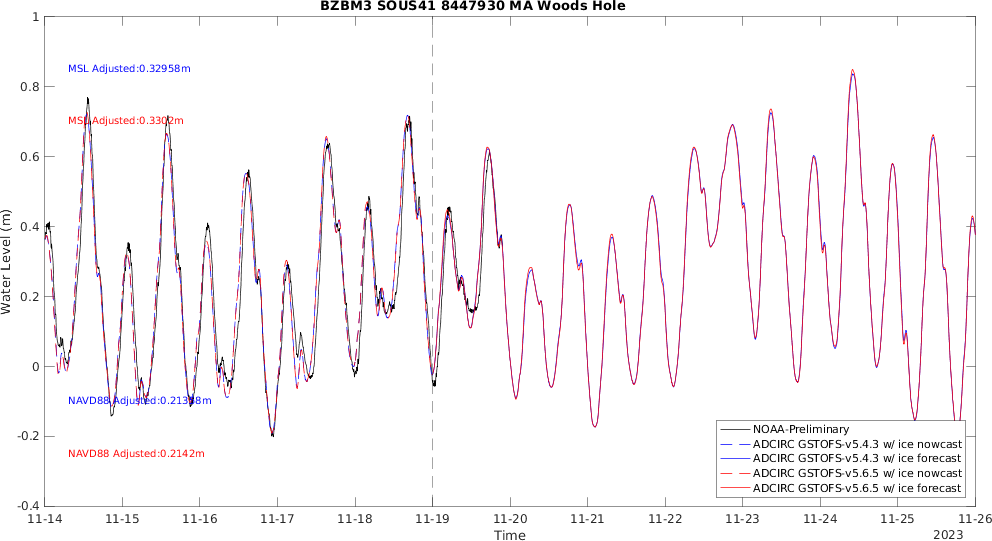 BZBM3 SOUS41 8447930 MA Woods Hole
1
0.8
0.6
0.4
0.2
0
-0.2
-0.4
Water Level (m)
MSL Adjusted:0.32958m
MSL Adjusted:0.3302m
NAVD88 Adjusted:0.21358m
NAVD88 Adjusted:0.2142m
NOAA-Preliminary
ADCIRC GSTOFS-v5.4.3 w/ ice nowcast
ADCIRC GSTOFS-v5.4.3 w/ ice forecast
ADCIRC GSTOFS-v5.6.5 w/ ice nowcast
ADCIRC GSTOFS-v5.6.5 w/ ice forecast
11-14 11-15 11-16 11-17 11-18 11-19 11-20 11-21 11-22 11-23 11-24 11-25 11-26
Time
2023